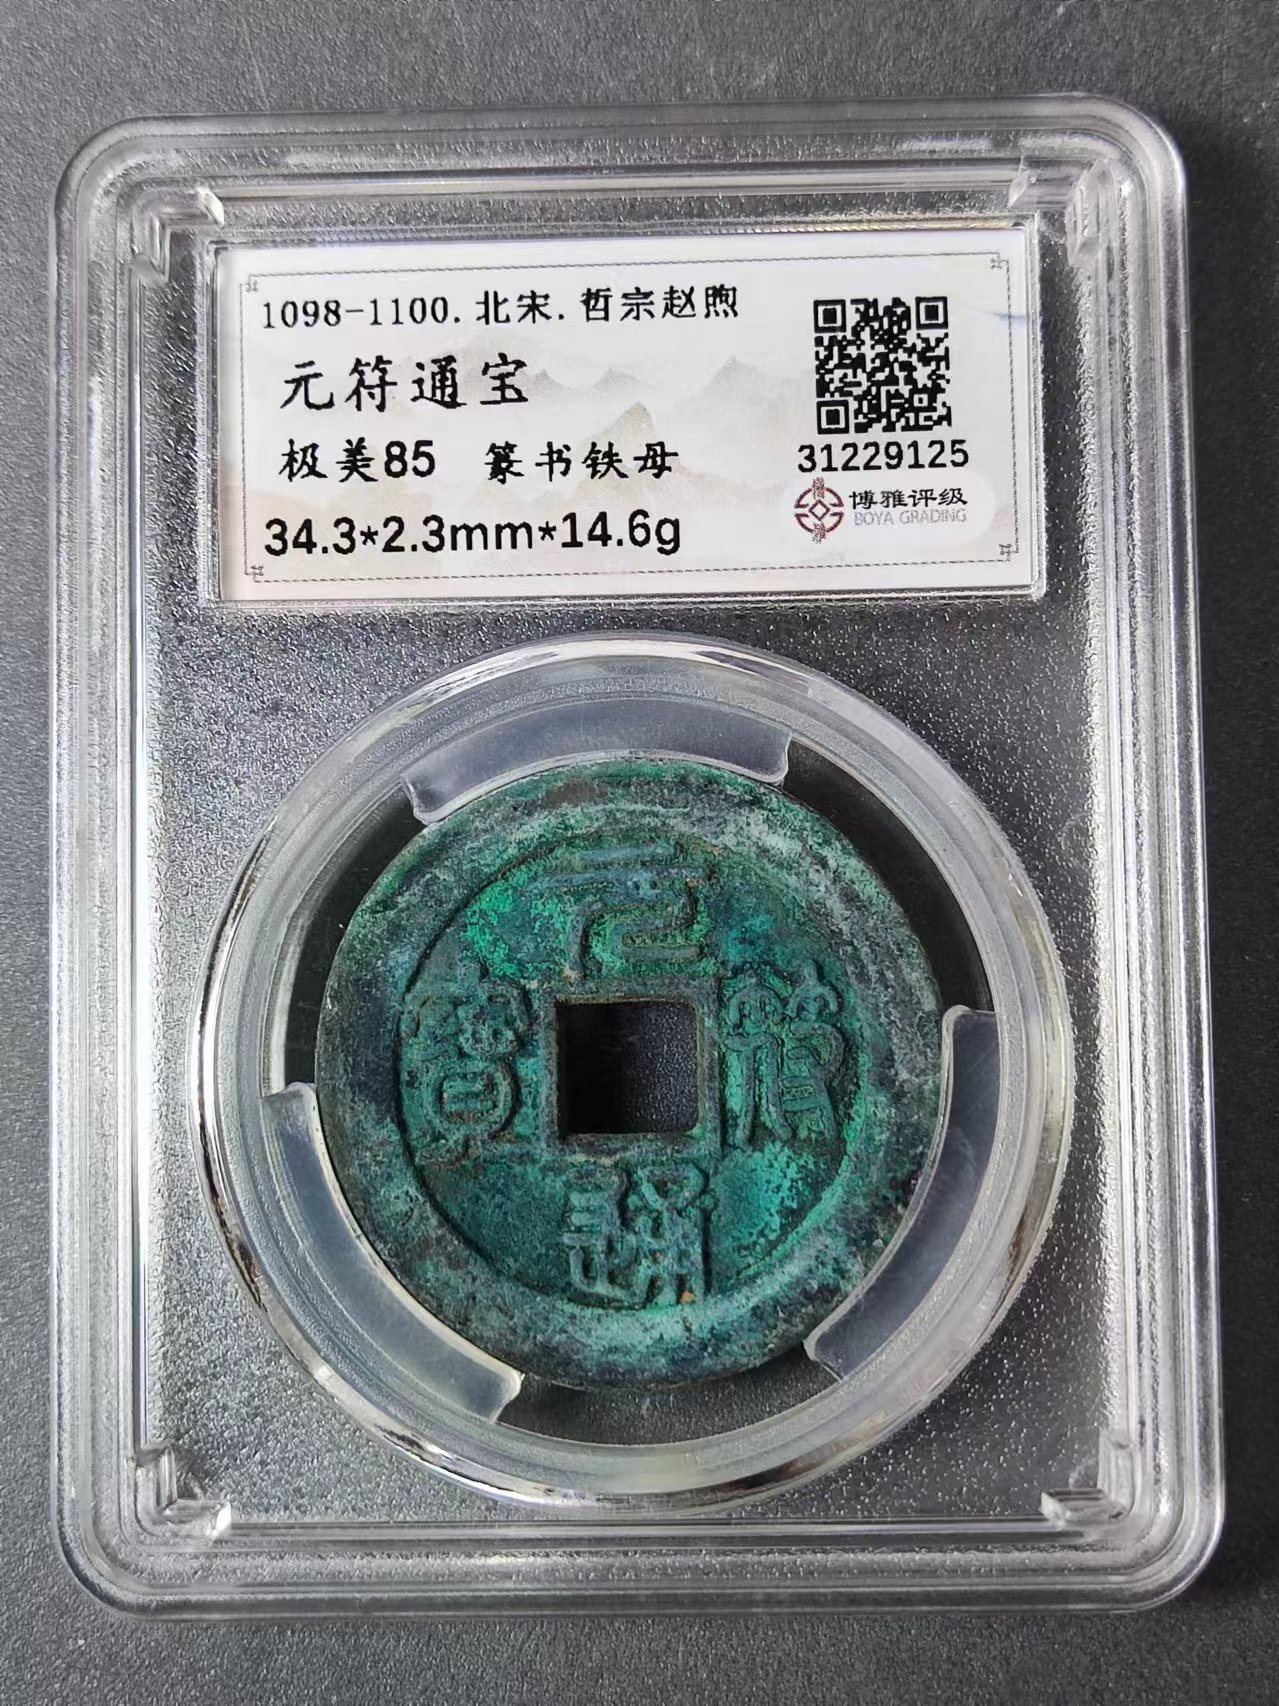 1098-1100.北宋.哲宗赵煦
元符通宝
极美85 篆书铁母
34.3*2.3mm*14.6g
31229125
博雅评级
BOYA GRADING
元
寶 符
通